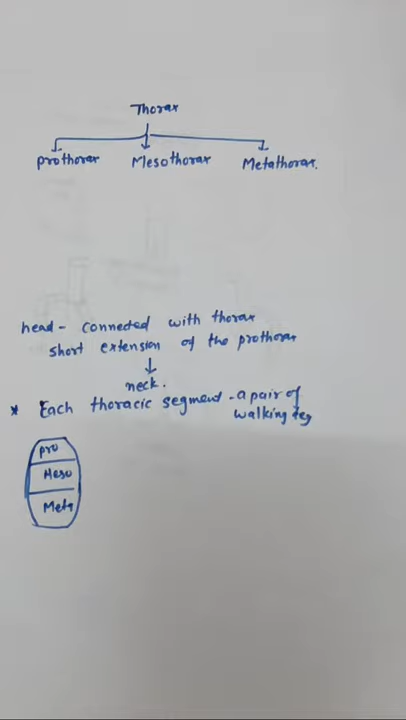 Thorax
prothorax Mesothorax Metathorax.
head - connected with thorax
short extension of the prothorax
neck.
* Each thoracic segment - a pair of
walking leg
pro
Meso
Meta